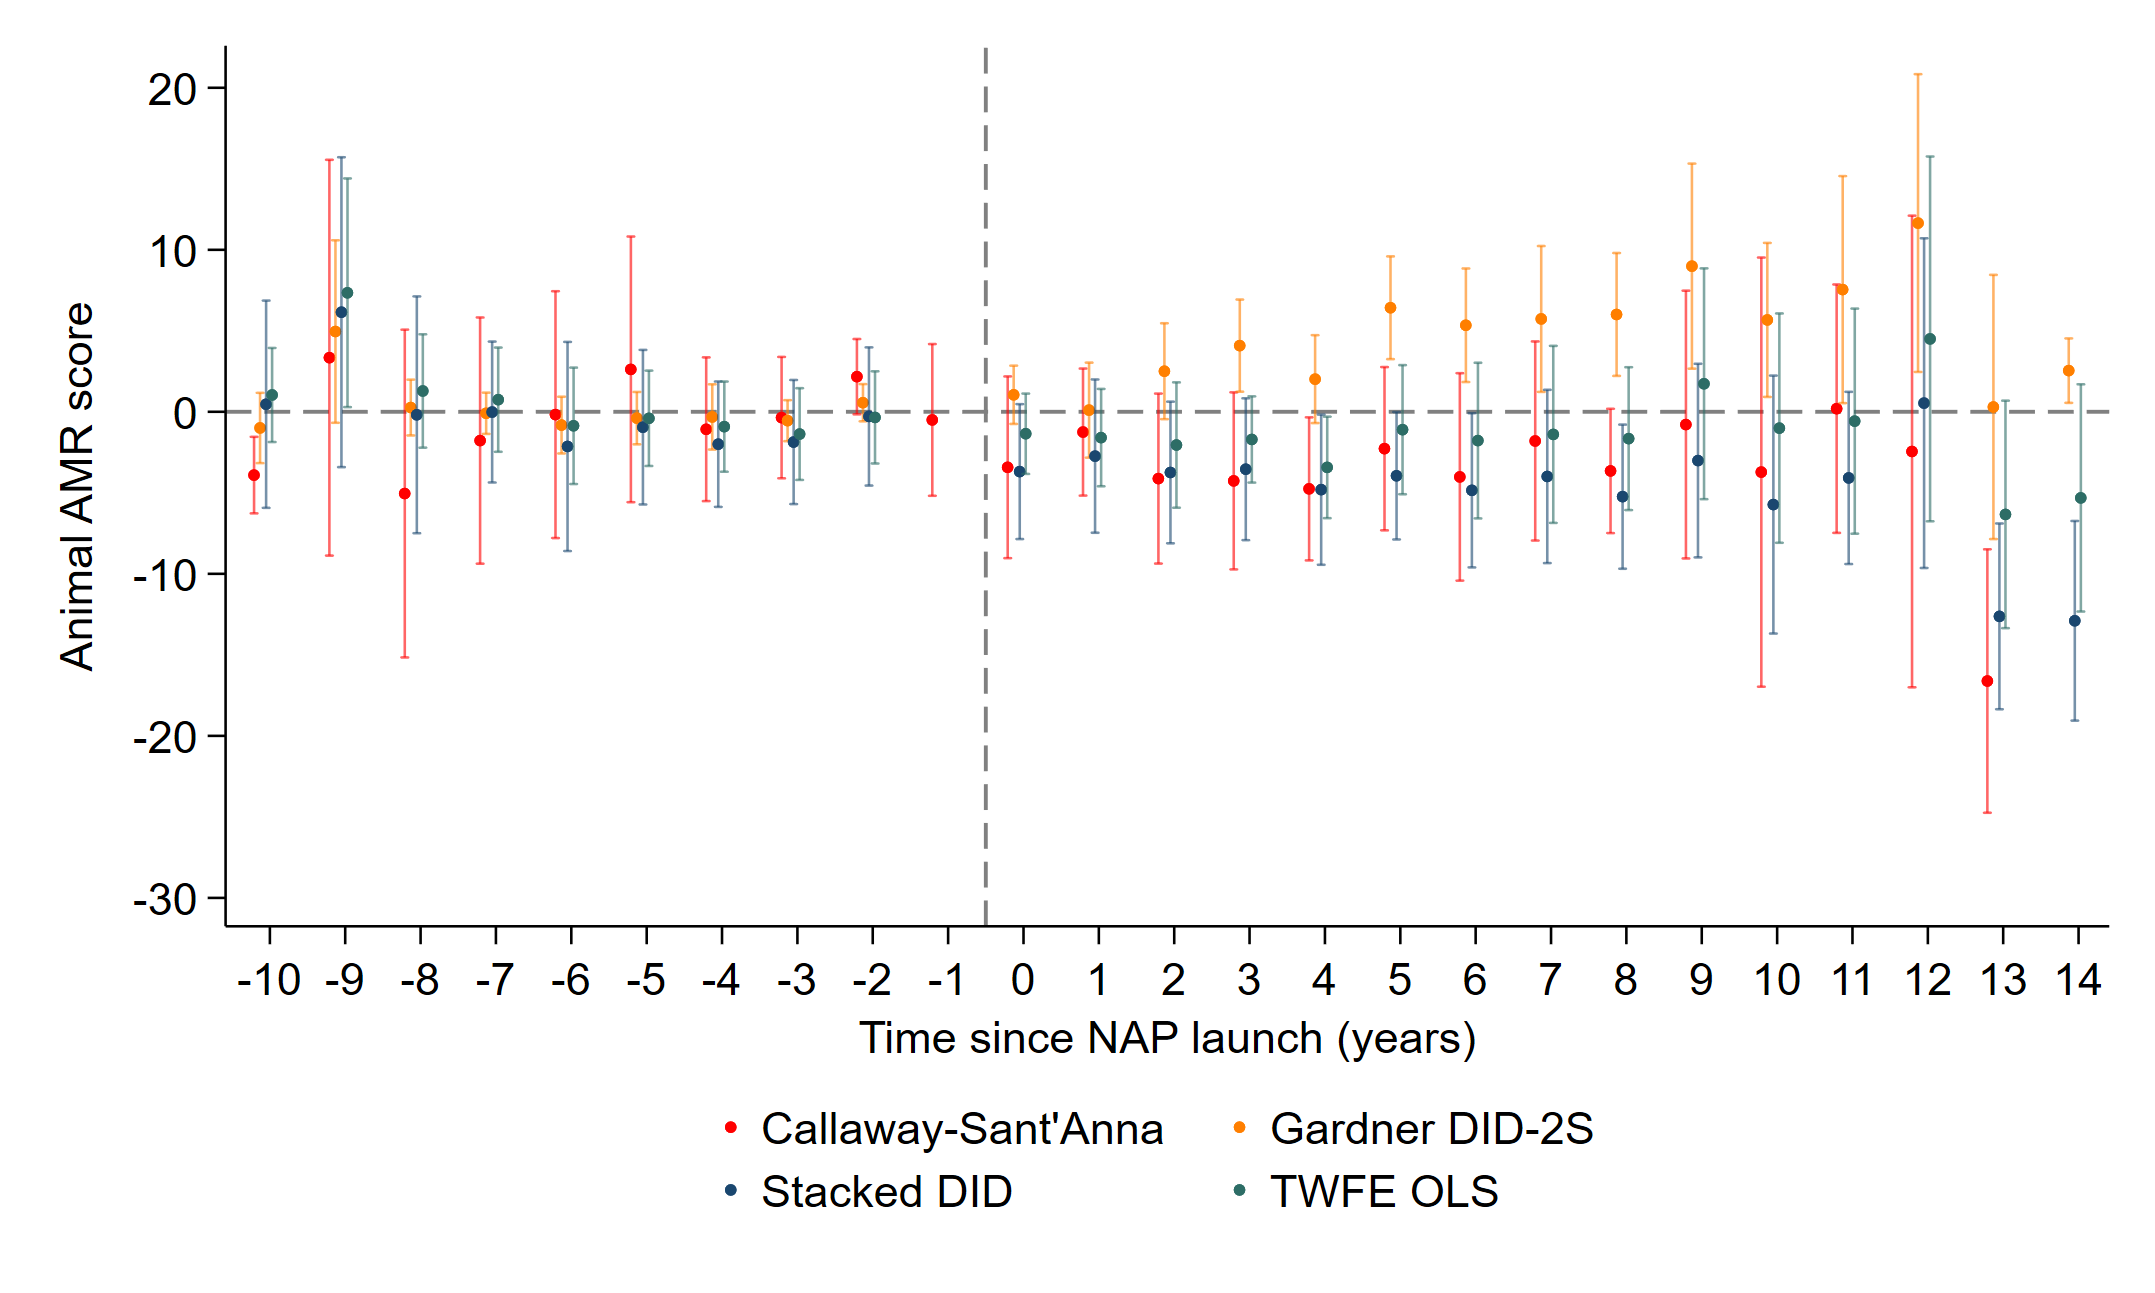 20
10
0
-10
-20
-30
Animal AMR score
-10 -9 -8 -7 -6 -5 -4 -3 -2 -1 0 1 2 3 4 5 6 7 8 9 10 11 12 13 14
Time since NAP launch (years)
Callaway-Sant'Anna Gardner DID-2S
Stacked DID TWFE OLS